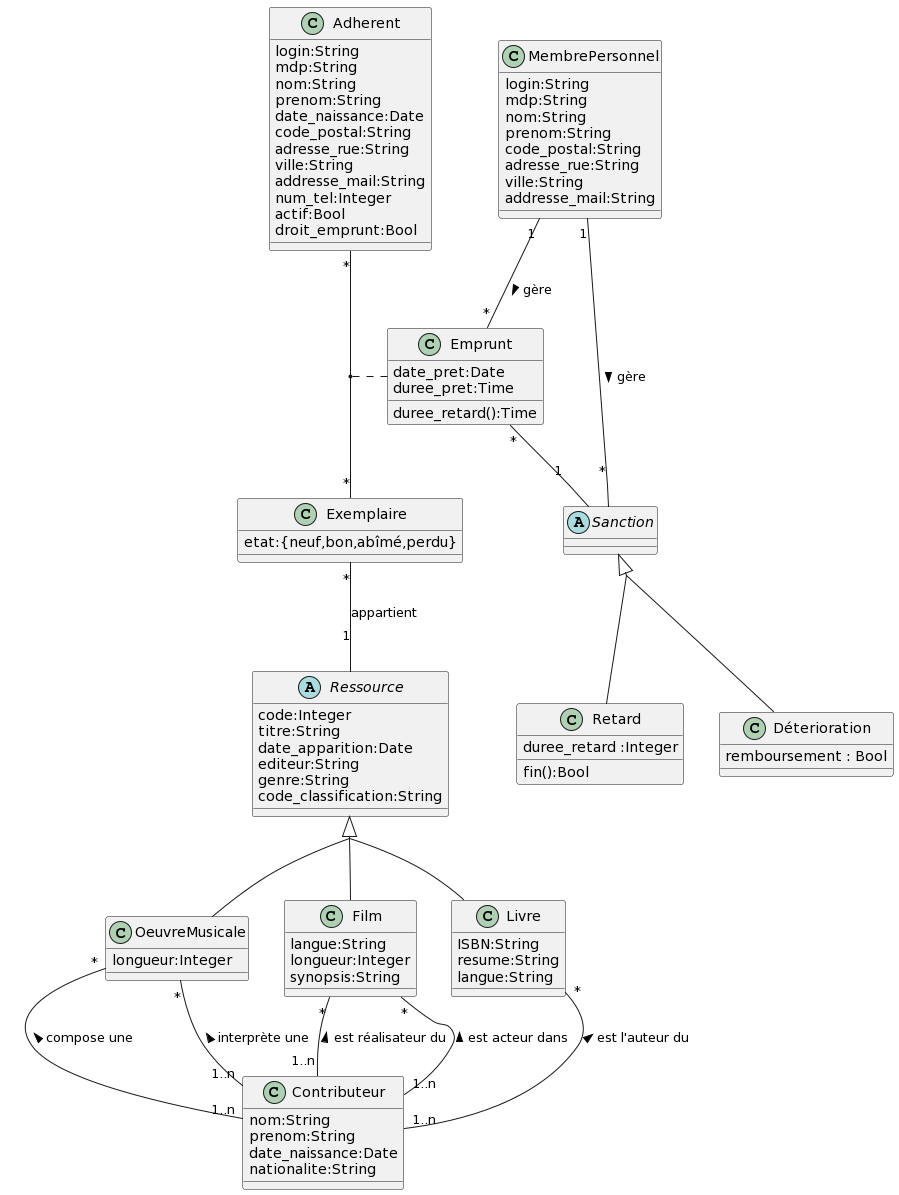 C Adherent
login:String
mdp:String
nom:String
prenom:String
date_naissance:Date
code_postal:String
adresse_rue:String
ville:String
addresse_mail:String
num_tel:Integer
actif:Bool
droit_emprunt:Bool
C MembrePersonnel
login:String
mdp:String
nom:String
prenom:String
code_postal:String
adresse_rue:String
ville:String
addresse_mail:String
*
1
1
gère
*
C Emprunt
date_pret:Date
duree_pret:Time
duree_retard():Time
gère
*
1
*
*
C Exemplaire
etat:{neuf,bon,abîmé,perdu}
A Sanction
*
appartient
1
A Ressource
code:Integer
titre:String
date_apparition:Date
editeur:String
genre:String
code_classification:String
C Retard
duree_retard :Integer
fin():Bool
C Déterioration
remboursement : Bool
C OeuvreMusicale
longueur:Integer
C Film
langue:String
longueur:Integer
synopsis:String
C Livre
ISBN:String
resume:String
langue:String
*
*
*
*
*
compose une
interprète une
est réalisateur du
est acteur dans
est l'auteur du
1..n
1..n
1..n
1..n
1..n
C Contributeur
nom:String
prenom:String
date_naissance:Date
nationalite:String